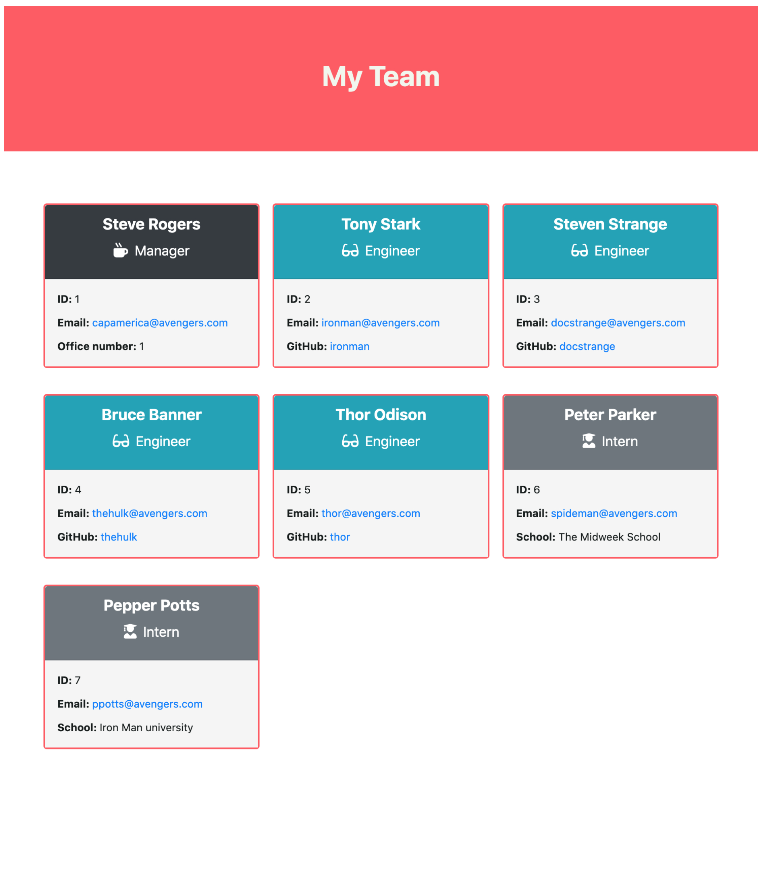 My Team
Steve Rogers
Manager
ID: 1
Email: capamerica@avengers.com
Office number: 1
Tony Stark
Engineer
ID: 2
Email: ironman@avengers.com
GitHub: ironman
Steven Strange
Engineer
ID: 3
Email: docstrange@avengers.com
GitHub: docstrange
Bruce Banner
Engineer
ID: 4
Email: thehulk@avengers.com
GitHub: thehulk
Thor Odison
Engineer
ID: 5
Email: thor@avengers.com
GitHub: thor
Peter Parker
Intern
ID: 6
Email: spideman@avengers.com
School: The Midweek School
Pepper Potts
Intern
ID: 7
Email: ppotts@avengers.com
School: Iron Man university